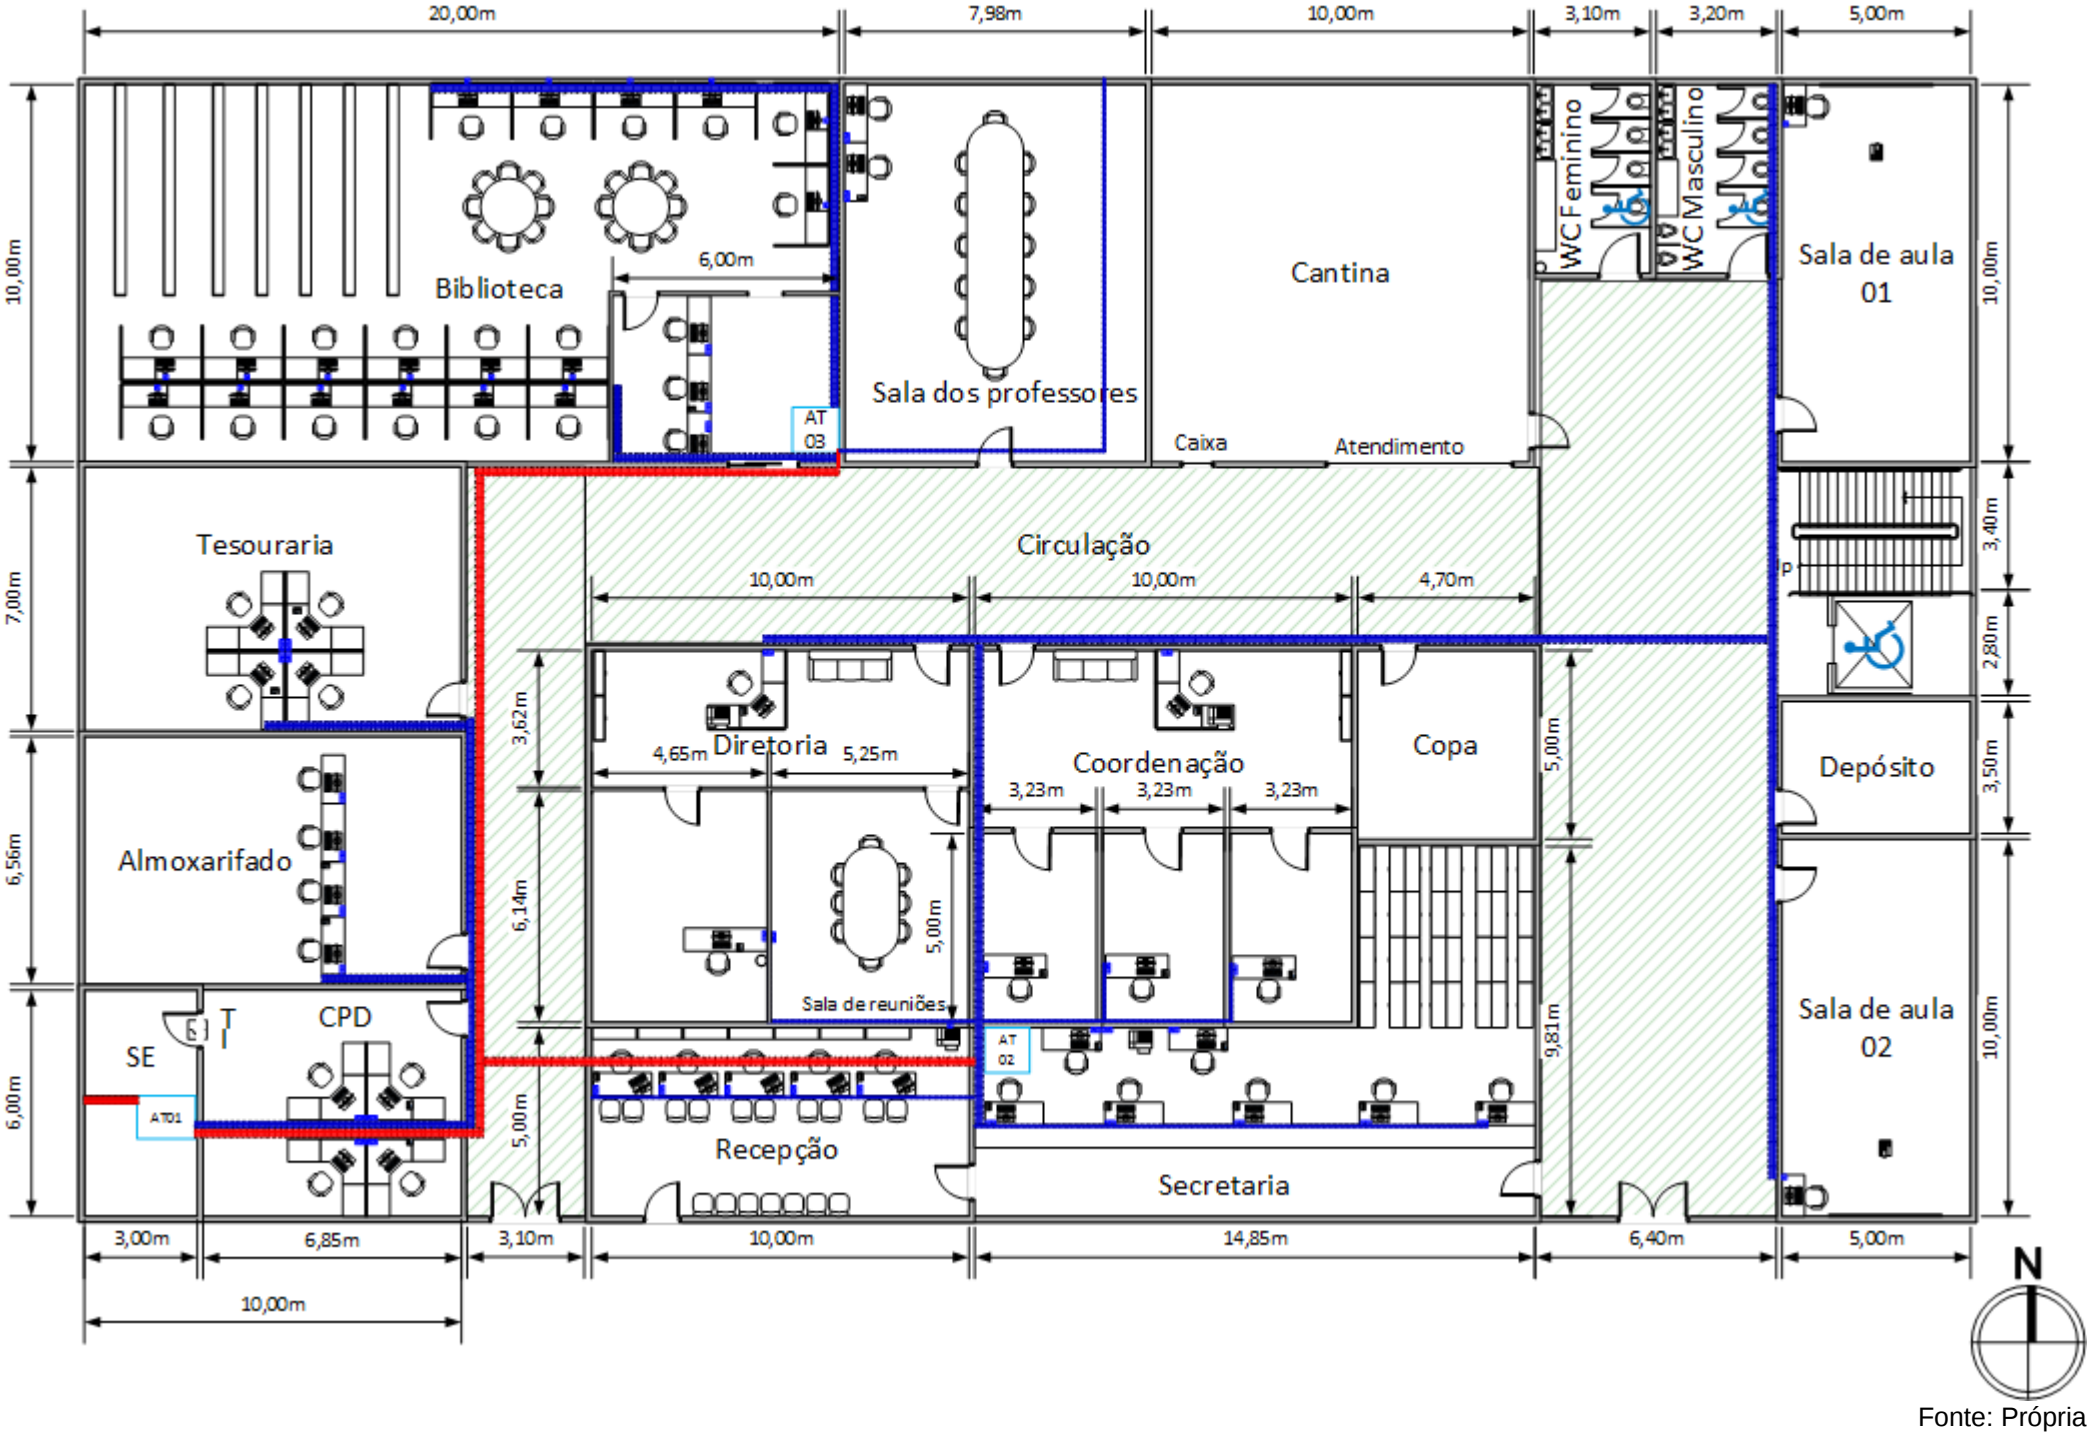 20,00m
7,98m
10,00m
3,10m
3,20m
5,00m
10,00m
Biblioteca
6,00m
AT
03
Sala dos professores
Cantina
Caixa
Atendimento
WC Feminino
WC Masculino
Sala de aula
01
10,00m
7,00m
Tesouraria
Circulação
10,00m
10,00m
4,70m
3,40m
p
2,80m
3,62m
Diretoria
4,65m
5,25m
Coordenação
3,23m
3,23m
3,23m
Copa
5,00m
Depósito
3,50m
6,56m
Almoxarifado
6,14m
5,00m
Sala de reuniões
9,81m
Sala de aula
02
10,00m
6,00m
SE
TI
CPD
AT01
5,00m
AT
02
Recepção
Secretaria
3,00m
6,85m
3,10m
10,00m
14,85m
6,40m
5,00m
10,00m
N
Fonte: Própria